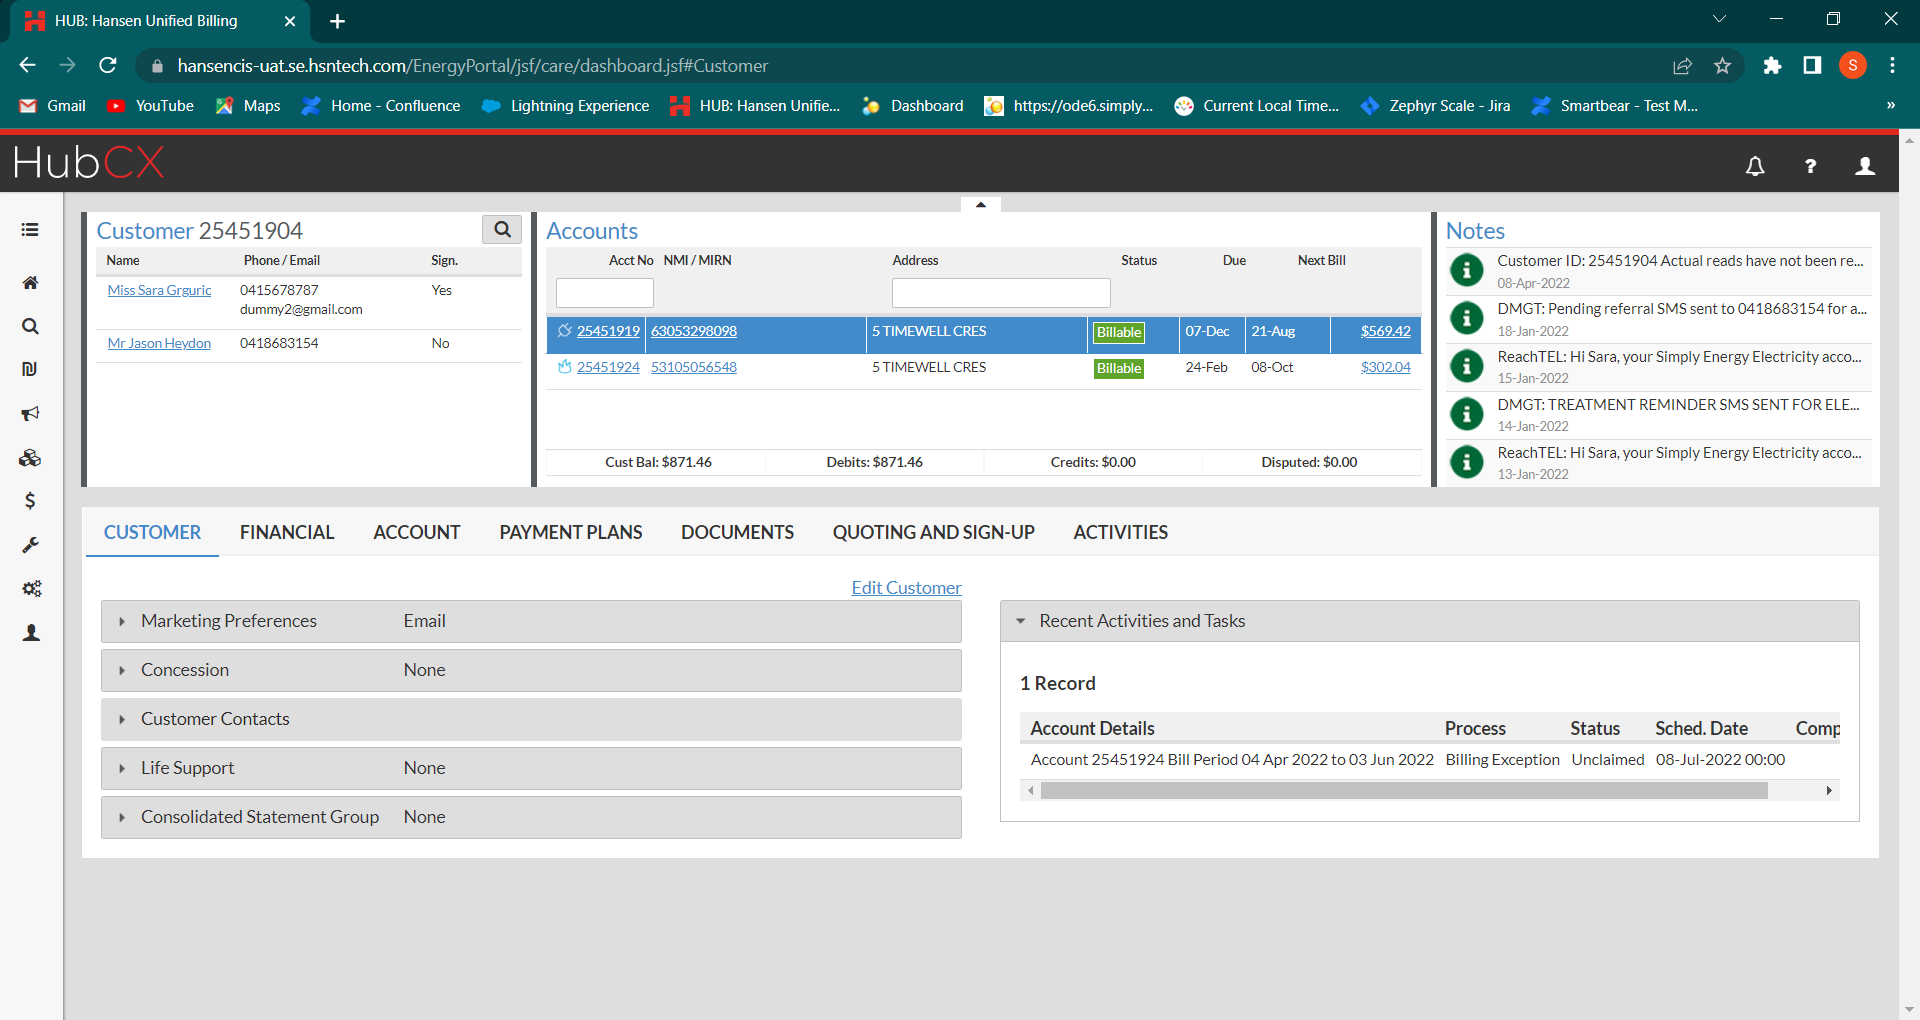 HUB: Hansen Unified Billing
hansencis-uat.se.hsntech.com/EnergyPortal/jsf/care/dashboard.jsf#Customer
S
Gmail YouTube Maps Home - Confluence Lightning Experience HUB: Hansen Unifie... Dashboard https://ode6.simply... Current Local Time... Zephyr Scale - Jira Smartbear - Test M... »
HubCX
?
Customer 25451904
Name Phone / Email Sign.
Miss Sara Grguric 0415678787 Yes
dummy2@gmail.com
Mr Jason Heydon 0418683154 No
Accounts
Acct No NMI / MIRN Address Status Due Next Bill
25451919 63053298098 5 TIMEWELL CRES Billable 07-Dec 21-Aug $569.42
25451924 53105056548 5 TIMEWELL CRES Billable 24-Feb 08-Oct $302.04
Cust Bal: $871.46 Debits: $871.46 Credits: $0.00 Disputed: $0.00
Notes
Customer ID: 25451904 Actual reads have not been re...
08-Apr-2022
DMGT: Pending referral SMS sent to 0418683154 for a...
18-Jan-2022
ReachTEL: Hi Sara, your Simply Energy Electricity acco...
15-Jan-2022
DMGT: TREATMENT REMINDER SMS SENT FOR ELE...
14-Jan-2022
ReachTEL: Hi Sara, your Simply Energy Electricity acco...
13-Jan-2022
CUSTOMER FINANCIAL ACCOUNT PAYMENT PLANS DOCUMENTS QUOTING AND SIGN-UP ACTIVITIES
Edit Customer
Marketing Preferences Email
Concession None
Customer Contacts
Life Support None
Consolidated Statement Group None
Recent Activities and Tasks
1 Record
Account Details Process Status Sched. Date Comp
Account 25451924 Bill Period 04 Apr 2022 to 03 Jun 2022 Billing Exception Unclaimed 08-Jul-2022 00:00